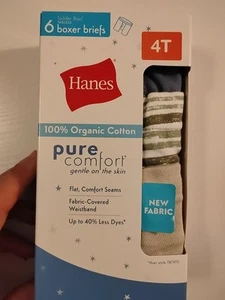 6 boxer briefs
4T
Hanes
100% Organic Cotton
pure
comfort®
gentle on the skin
Flat, Comfort Seams
Fabric-Covered
Waistband
Up to 40% Less Dyes*
NEW
FABRIC